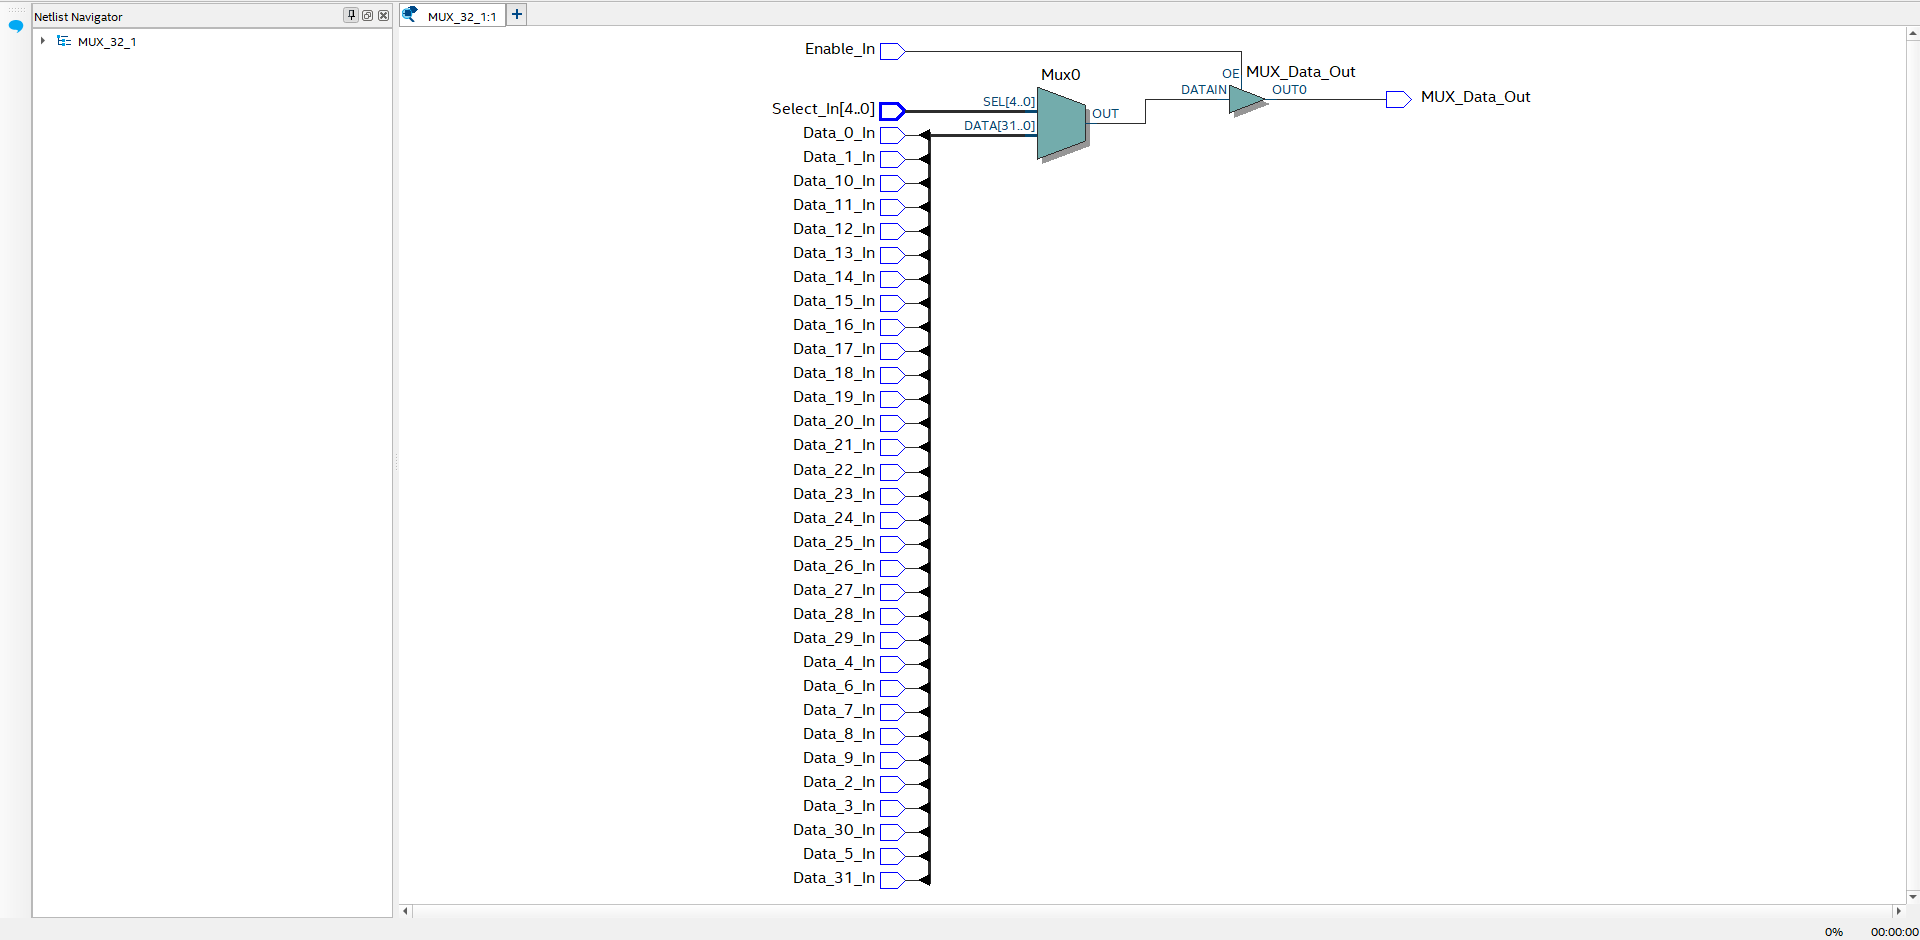 Netlist Navigator
MUX_32_1
MUX_32_1:1
+
Enable_In
Mux0
OE
MUX_Data_Out
DATAIN
OUT0
MUX_Data_Out
Select_In[4..0]
SEL[4..0]
OUT
DATA[31..0]
Data_0_In
Data_1_In
Data_10_In
Data_11_In
Data_12_In
Data_13_In
Data_14_In
Data_15_In
Data_16_In
Data_17_In
Data_18_In
Data_19_In
Data_20_In
Data_21_In
Data_22_In
Data_23_In
Data_24_In
Data_25_In
Data_26_In
Data_27_In
Data_28_In
Data_29_In
Data_4_In
Data_6_In
Data_7_In
Data_8_In
Data_9_In
Data_2_In
Data_3_In
Data_30_In
Data_5_In
Data_31_In
0% 00:00:00